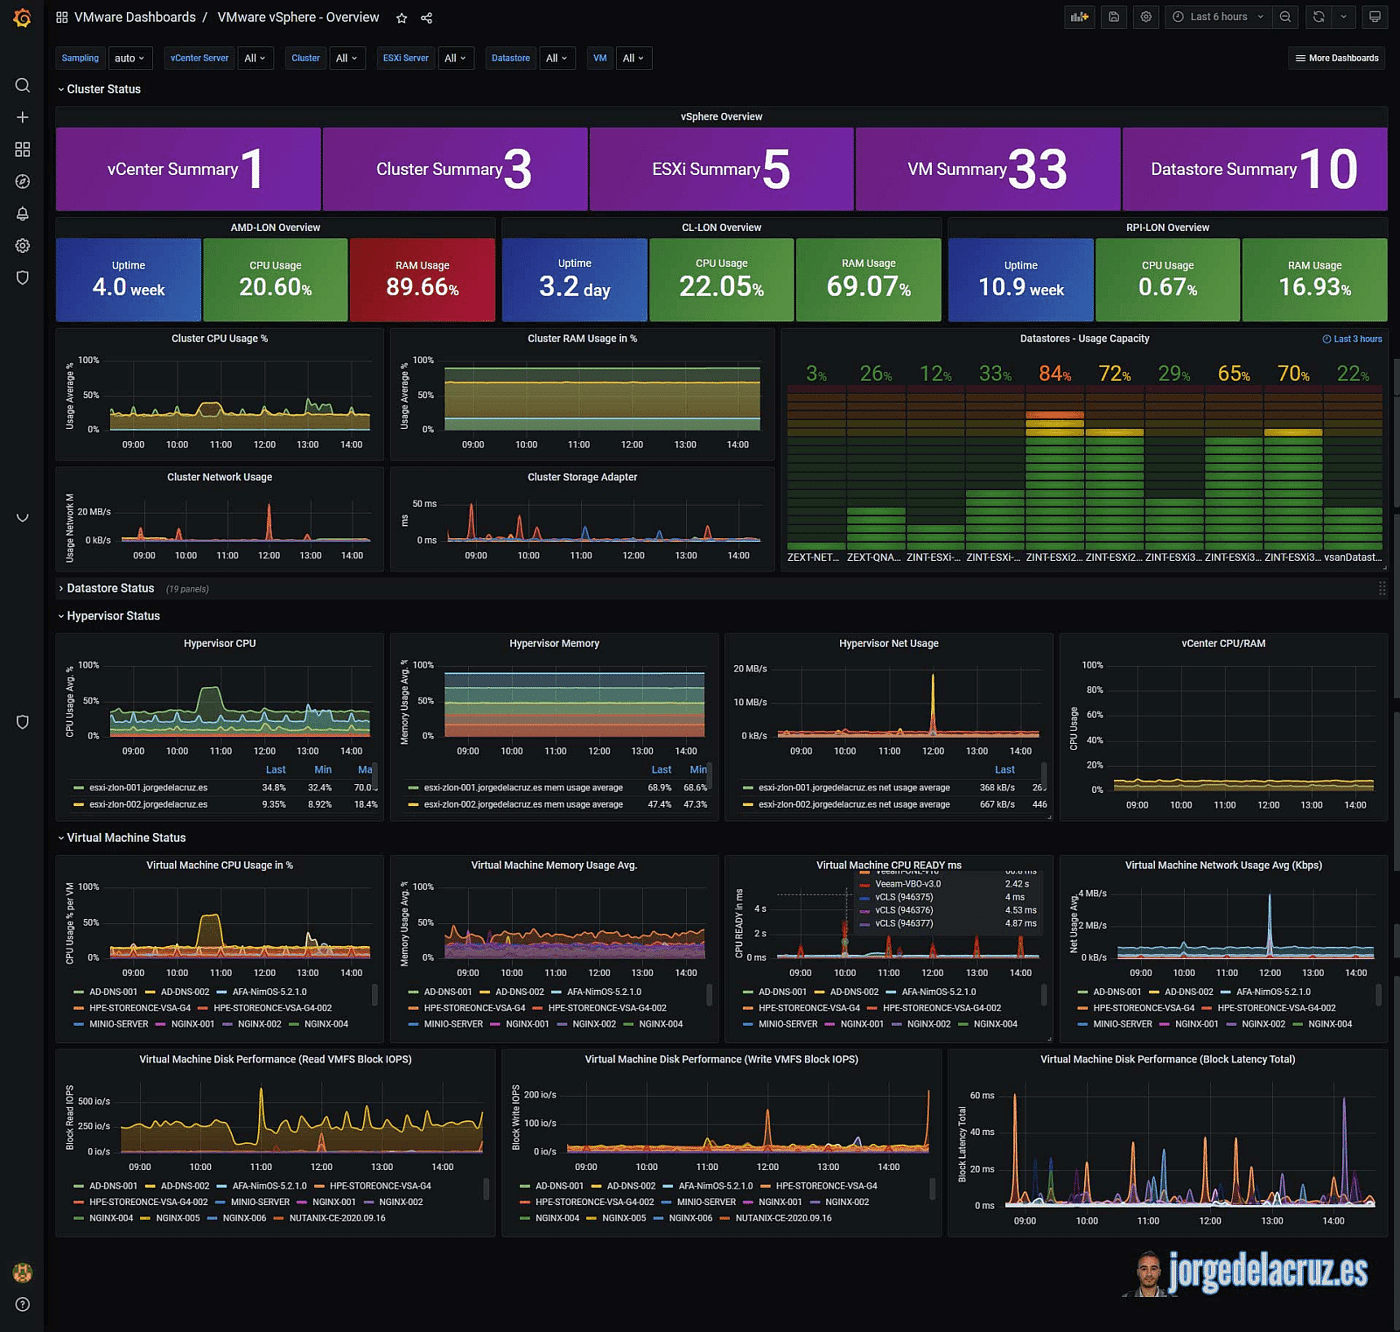 VMware Dashboards / VMware vSphere - Overview
Last 6 hours
Sampling auto vCenter Server All Cluster All ESXi Server All Datastore All VM All More Dashboards
Cluster Status
vSphere Overview
vCenter Summary 1 Cluster Summary 3 ESXi Summary 5 VM Summary 33 Datastore Summary 10
AMD-LON Overview CL-LON Overview RPI-LON Overview
Uptime CPU Usage RAM Usage Uptime CPU Usage RAM Usage Uptime CPU Usage RAM Usage
4.0 week 20.60% 89.66% 3.2 day 22.05% 69.07% 10.9 week 0.67% 16.93%
Cluster CPU Usage %
Usage Average %
100%
50%
0%
09:00 10:00 11:00 12:00 13:00 14:00
Cluster RAM Usage in %
Usage Average %
100%
50%
0%
09:00 10:00 11:00 12:00 13:00 14:00
Datastores - Usage Capacity
Last 3 hours
3% 26% 12% 33% 84% 72% 29% 65% 70% 22%
ZEXT-NET... ZEXT-QNA... ZINT-ESXi-... ZINT-ESXi-... ZINT-ESXi2... ZINT-ESXi2... ZINT-ESXi3... ZINT-ESXi3... ZINT-ESXi3... vsanDatast...
Cluster Network Usage
Usage Network M
20 MB/s
0 kB/s
09:00 10:00 11:00 12:00 13:00 14:00
Cluster Storage Adapter
ms
50 ms
0 ms
09:00 10:00 11:00 12:00 13:00 14:00
Datastore Status (19 panels)
Hypervisor Status
Hypervisor CPU
CPU Usage Avg. %
100%
50%
0%
09:00 10:00 11:00 12:00 13:00 14:00
Last Min Ma
esxi-zlon-001.jorgedelacruz.es 34.8% 32.4% 70.0
esxi-zlon-002.jorgedelacruz.es 9.35% 8.92% 18.4%
Hypervisor Memory
Memory Usage Avg. %
100%
50%
0%
09:00 10:00 11:00 12:00 13:00 14:00
Last Min
esxi-zlon-001.jorgedelacruz.es mem usage average 68.9% 68.6%
esxi-zlon-002.jorgedelacruz.es mem usage average 47.4% 47.3%
Hypervisor Net Usage
20 MB/s
10 MB/s
0 kB/s
09:00 10:00 11:00 12:00 13:00 14:00
Last
esxi-zlon-001.jorgedelacruz.es net usage average 368 kB/s 26
esxi-zlon-002.jorgedelacruz.es net usage average 667 kB/s 446
vCenter CPU/RAM
CPU Usage
100%
80%
60%
40%
20%
0%
09:00 10:00 11:00 12:00 13:00 14:00
Virtual Machine Status
Virtual Machine CPU Usage in %
CPU Usage % per VM
100%
50%
0%
09:00 10:00 11:00 12:00 13:00 14:00
AD-DNS-001 AD-DNS-002 AFA-NimOS-5.2.1.0
HPE-STOREONCE-VSA-G4 HPE-STOREONCE-VSA-G4-002
MINIO-SERVER NGINX-001 NGINX-002 NGINX-004
Virtual Machine Memory Usage Avg.
Memory Usage Avg. %
100%
50%
0%
09:00 10:00 11:00 12:00 13:00 14:00
AD-DNS-001 AD-DNS-002 AFA-NimOS-5.2.1.0
HPE-STOREONCE-VSA-G4 HPE-STOREONCE-VSA-G4-002
MINIO-SERVER NGINX-001 NGINX-002 NGINX-004
Virtual Machine CPU READY ms
CPU READY in ms
4 s
2 s
0 ms
Veeam-VBO-v3.0 2.42 s
vCLS (946375) 4 ms
vCLS (946376) 4.53 ms
vCLS (946377) 4.87 ms
09:00 10:00 11:00 12:00 13:00 14:00
AD-DNS-001 AD-DNS-002 AFA-NimOS-5.2.1.0
HPE-STOREONCE-VSA-G4 HPE-STOREONCE-VSA-G4-002
MINIO-SERVER NGINX-001 NGINX-002 NGINX-004
Virtual Machine Network Usage Avg (Kbps)
Net Usage Avg.
4 MB/s
2 MB/s
0 kB/s
09:00 10:00 11:00 12:00 13:00 14:00
AD-DNS-001 AD-DNS-002 AFA-NimOS-5.2.1.0
HPE-STOREONCE-VSA-G4 HPE-STOREONCE-VSA-G4-002
MINIO-SERVER NGINX-001 NGINX-002 NGINX-004
Virtual Machine Disk Performance (Read VMFS Block IOPS)
Block Read IOPS
500 io/s
250 io/s
0 io/s
09:00 10:00 11:00 12:00 13:00 14:00
AD-DNS-001 AD-DNS-002 AFA-NimOS-5.2.1.0 HPE-STOREONCE-VSA-G4
HPE-STOREONCE-VSA-G4-002 MINIO-SERVER NGINX-001 NGINX-002
NGINX-004 NGINX-005 NGINX-006 NUTANIX-CE-2020.09.16
Virtual Machine Disk Performance (Write VMFS Block IOPS)
Block Write IOPS
200 io/s
100 io/s
0 io/s
09:00 10:00 11:00 12:00 13:00 14:00
AD-DNS-001 AD-DNS-002 AFA-NimOS-5.2.1.0 HPE-STOREONCE-VSA-G4
HPE-STOREONCE-VSA-G4-002 MINIO-SERVER NGINX-001 NGINX-002
NGINX-004 NGINX-005 NGINX-006 NUTANIX-CE-2020.09.16
Virtual Machine Disk Performance (Block Latency Total)
Block Latency Total
60 ms
40 ms
20 ms
0 ms
09:00 10:00 11:00 12:00 13:00 14:00
jorgedelacruz.es